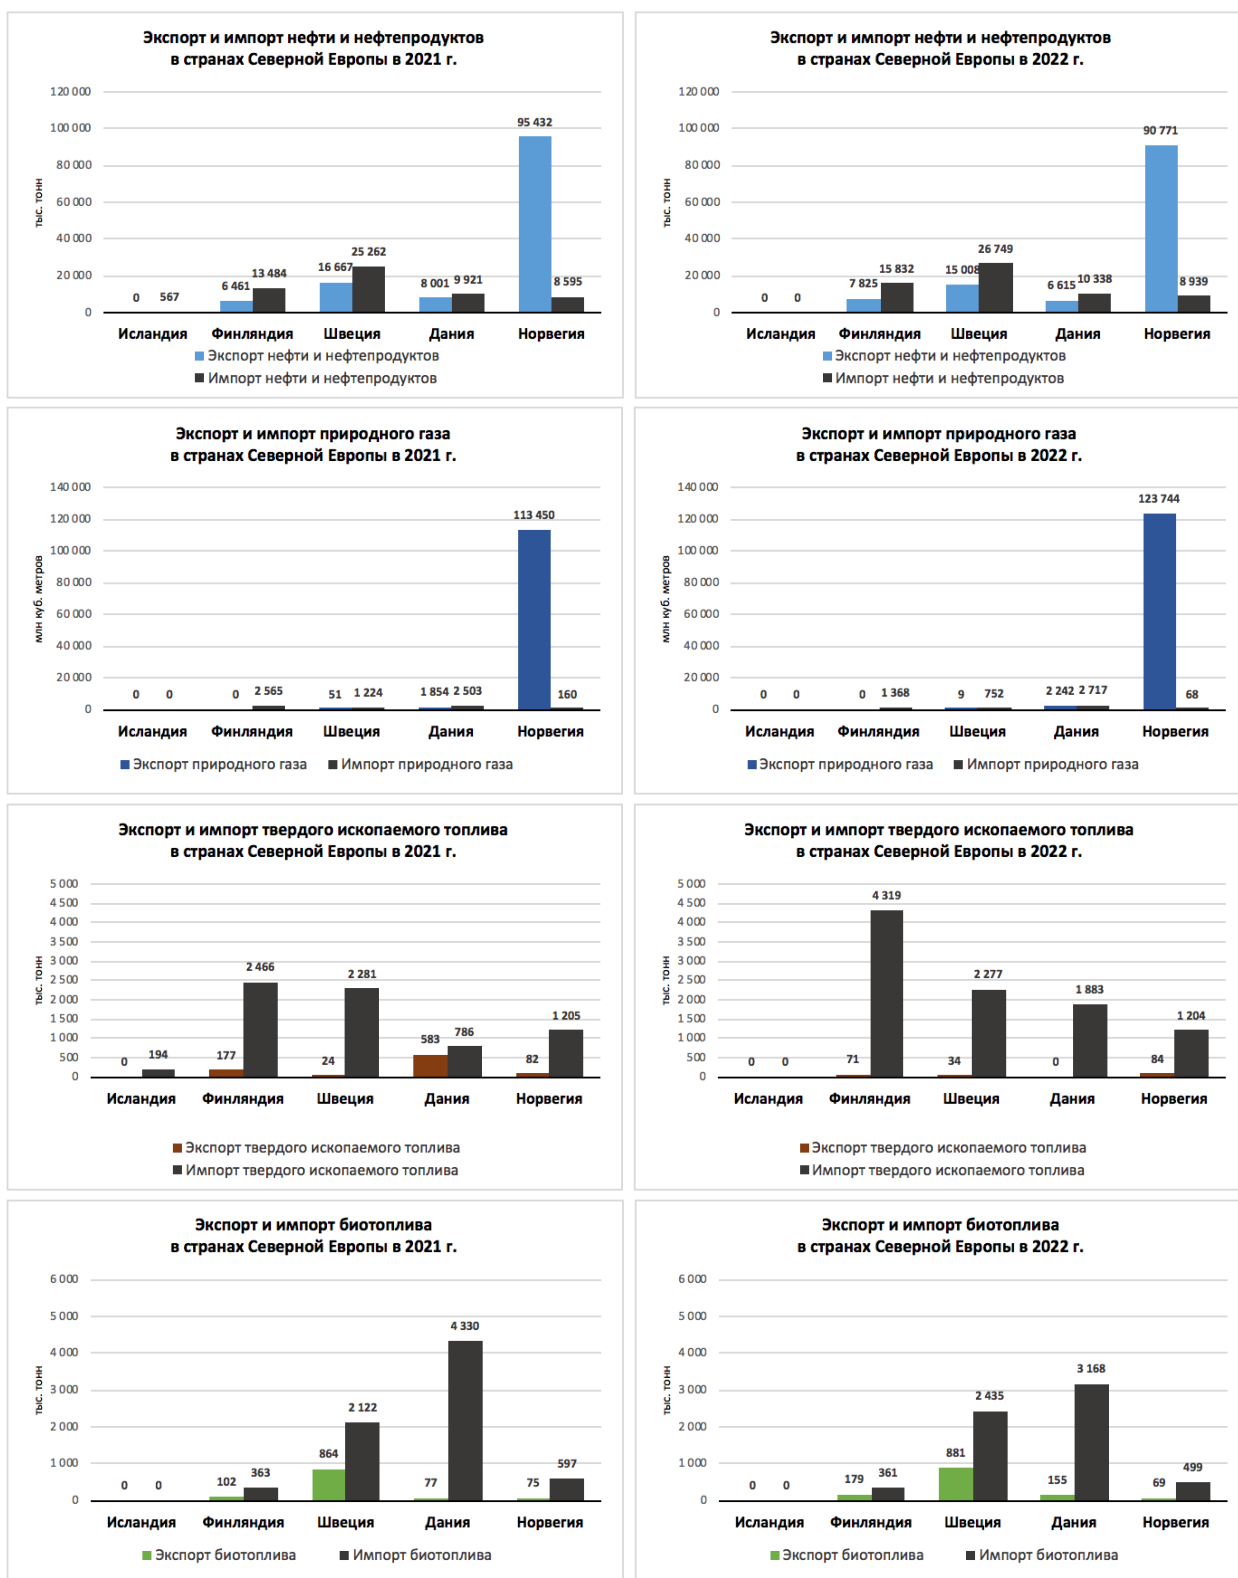 Экспорт и импорт нефти и нефтепродуктов
в странах Северной Европы в 2021 г.
тыс. тонн
120 000
100 000
80 000
60 000
40 000
20 000
0
0 567
6 461 13 484
16 667 25 262
8 001 9 921
95 432 8 595
Исландия Финляндия Швеция Дания Норвегия
Экспорт нефти и нефтепродуктов
Импорт нефти и нефтепродуктов
Экспорт и импорт нефти и нефтепродуктов
в странах Северной Европы в 2022 г.
тыс. тонн
120 000
100 000
80 000
60 000
40 000
20 000
0
0 0
7 825 15 832
15 008 26 749
6 615 10 338
90 771 8 939
Исландия Финляндия Швеция Дания Норвегия
Экспорт нефти и нефтепродуктов
Импорт нефти и нефтепродуктов
Экспорт и импорт природного газа
в странах Северной Европы в 2021 г.
млн куб. метров
140 000
120 000
100 000
80 000
60 000
40 000
20 000
0
0 0
0 2 565
51 1 224
1 854 2 503
113 450 160
Исландия Финляндия Швеция Дания Норвегия
Экспорт природного газа Импорт природного газа
Экспорт и импорт природного газа
в странах Северной Европы в 2022 г.
млн куб. метров
140 000
120 000
100 000
80 000
60 000
40 000
20 000
0
0 0
0 1 368
9 752
2 242 2 717
123 744 68
Исландия Финляндия Швеция Дания Норвегия
Экспорт природного газа Импорт природного газа
Экспорт и импорт твердого ископаемого топлива
в странах Северной Европы в 2021 г.
тыс. тонн
5 000
4 500
4 000
3 500
3 000
2 500
2 000
1 500
1 000
500
0
0 194
177 2 466
24 2 281
583 786
82 1 205
Исландия Финляндия Швеция Дания Норвегия
Экспорт твердого ископаемого топлива
Импорт твердого ископаемого топлива
Экспорт и импорт твердого ископаемого топлива
в странах Северной Европы в 2022 г.
тыс. тонн
5 000
4 500
4 000
3 500
3 000
2 500
2 000
1 500
1 000
500
0
0 0
71 4 319
34 2 277
0 1 883
84 1 204
Исландия Финляндия Швеция Дания Норвегия
Экспорт твердого ископаемого топлива
Импорт твердого ископаемого топлива
Экспорт и импорт биотоплива
в странах Северной Европы в 2021 г.
тыс. тонн
6 000
5 000
4 000
3 000
2 000
1 000
0
0 0
102 363
864 2 122
77 4 330
75 597
Исландия Финляндия Швеция Дания Норвегия
Экспорт биотоплива Импорт биотоплива
Экспорт и импорт биотоплива
в странах Северной Европы в 2022 г.
тыс. тонн
6 000
5 000
4 000
3 000
2 000
1 000
0
0 0
179 361
881 2 435
155 3 168
69 499
Исландия Финляндия Швеция Дания Норвегия
Экспорт биотоплива Импорт биотоплива